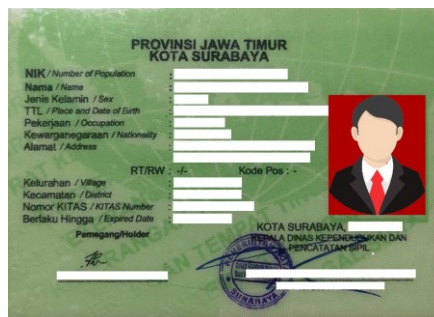 PROVINSI JAWA TIMUR
KOTA SURABAYA
NIK / Number of Population :
Nama / Name :
Jenis Kelamin / Sex :
TTL / Place and Date of Birth :
Pekerjaan / Occupation :
Kewarganegaraan / Nationality :
Alamat / Address :
RT/RW : -/- Kode Pos : -
Kelurahan / Village :
Kecamatan / District :
Nomor KITAS / KITAS Number :
Berlaku Hingga / Expired Date :
Pemegang/Holder
KOTA SURABAYA,
KEPALA DINAS KEPENDUDUKAN DAN
PENCATATAN SIPIL
SURABAYA